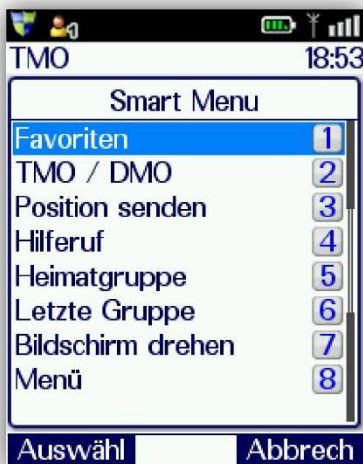 TMO 18:53
Smart Menu
Favoriten 1
TMO / DMO 2
Position senden 3
Hilferuf 4
Heimatgruppe 5
Letzte Gruppe 6
Bildschirm drehen 7
Menü 8
Auswähl Abbrech